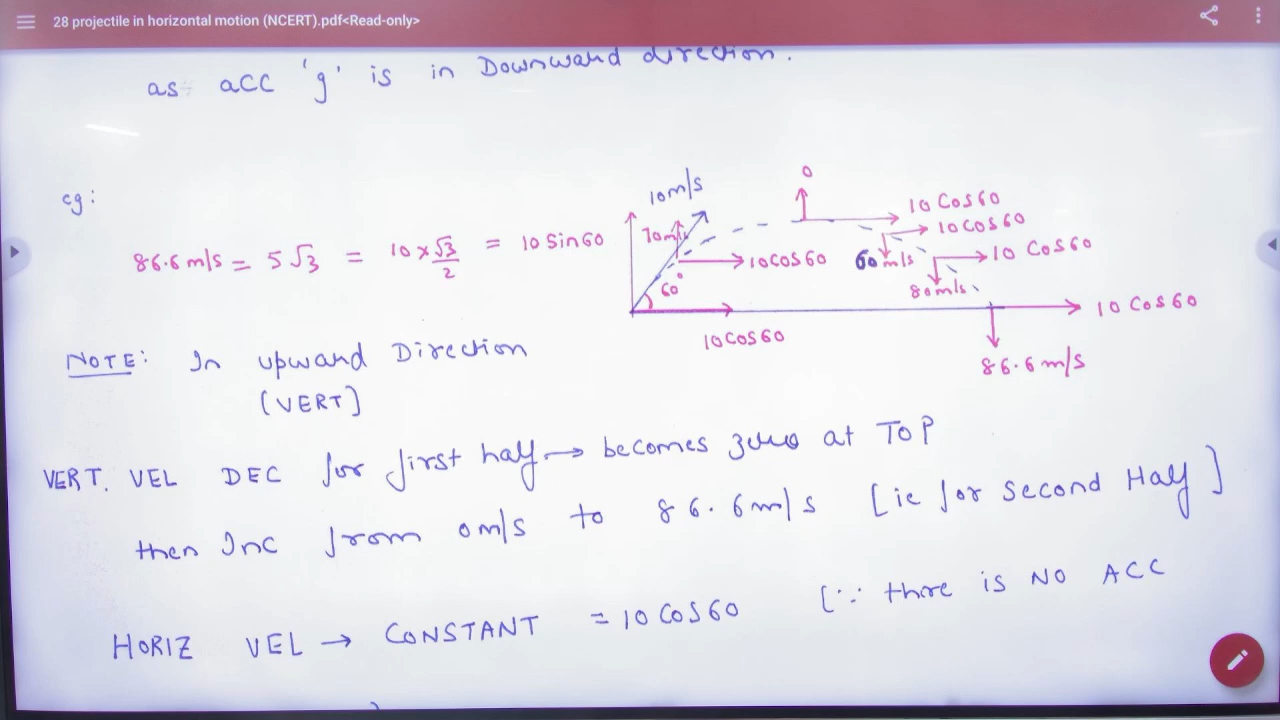 28 projectile in horizontal motion (NCERT).pdf<Read-only>
as acc 'g' is in Downward direction.
eg:
86.6 m/s = 5√3 = 10 × √3/2 = 10 Sin60
10m/s
70m/s
60°
10cos60
10cos60
0
10 Cos60
10 Cos60
60 m/s
10 Cos60
80m/s
10 Cos60
86.6 m/s
NOTE: In upward Direction
(VERT]
VERT. VEL DEC for first half → becomes zero at TOP
then Inc from 0m/s to 86.6m/s [ie for second Half]
HORIZ VEL → CONSTANT = 10 COS60 [∵ there is NO ACC